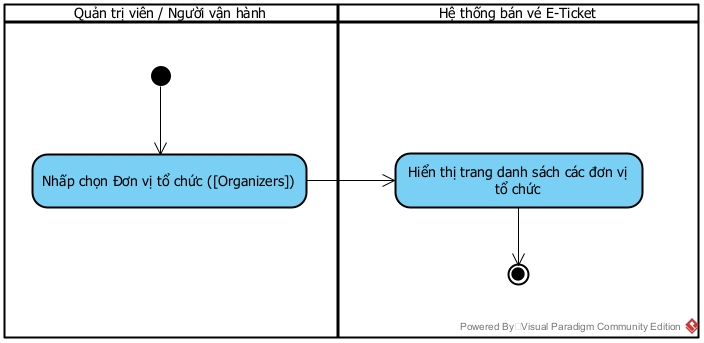 Quản trị viên / Người vận hành
Hệ thống bán vé E-Ticket
Nhấp chọn Đơn vị tổ chức ([Organizers])
Hiển thị trang danh sách các đơn vị
tổ chức
Powered By Visual Paradigm Community Edition